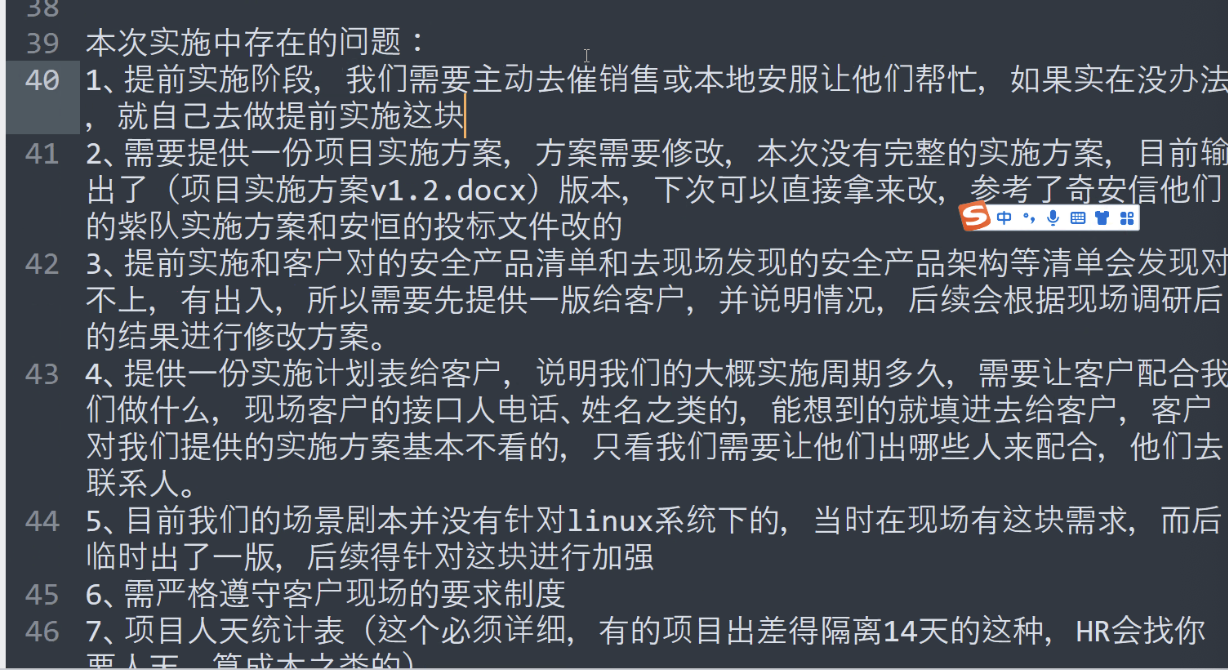 38
39 本次实施中存在的问题：
40 1、提前实施阶段，我们需要主动去催销售或本地安服让他们帮忙，如果实在没办法
，就自己去做提前实施这块
41 2、需要提供一份项目实施方案，方案需要修改，本次没有完整的实施方案，目前输
出了（项目实施方案v1.2.docx）版本，下次可以直接拿来改，参考了奇安信他们
的紫队实施方案和安恒的投标文件改的
中
42 3、提前实施和客户对的安全产品清单和去现场发现的安全产品架构等清单会发现对
不上，有出入，所以需要先提供一版给客户，并说明情况，后续会根据现场调研后
的结果进行修改方案。
43 4、提供一份实施计划表给客户，说明我们的大概实施周期多久，需要让客户配合我
们做什么，现场客户的接口人电话、姓名之类的，能想到的就填进去给客户，客户
对我们提供的实施方案基本不看的，只看我们需要让他们出哪些人来配合，他们去
联系人。
44 5、目前我们的场景剧本并没有针对linux系统下的，当时在现场有这块需求，而后
临时出了一版，后续得针对这块进行加强
45 6、需严格遵守客户现场的要求制度
46 7、项目人天统计表（这个必须详细，有的项目出差得隔离14天的这种，HR会找你
要人天，算成本之类的）